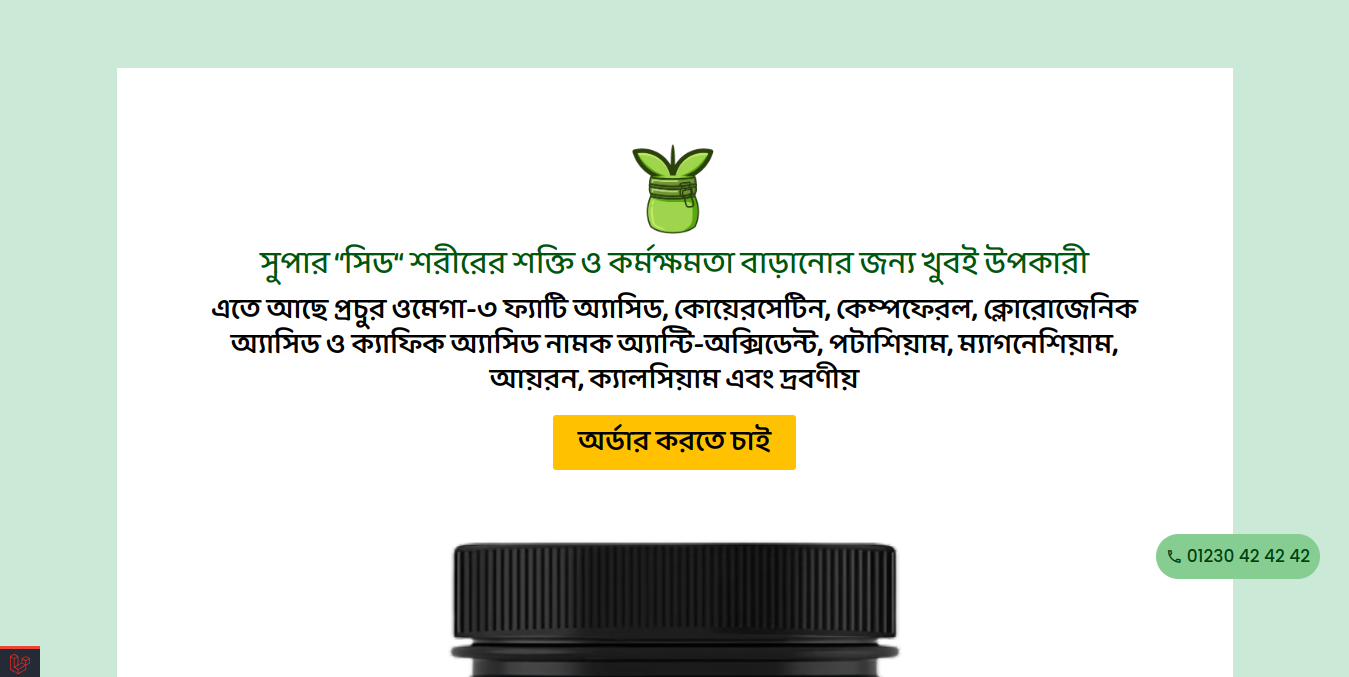 সুপার “সিড“ শরীরের শক্তি ও কর্মক্ষমতা বাড়ানোর জন্য খুবই উপকারী
এতে আছে প্রচুর ওমেগা-৩ ফ্যাটি অ্যাসিড, কোয়েরসেটিন, কেম্পফেরল, ক্লোরোজেনিক
অ্যাসিড ও ক্যাফিক অ্যাসিড নামক অ্যান্টি-অক্সিডেন্ট, পটাশিয়াম, ম্যাগনেশিয়াম,
আয়রন, ক্যালসিয়াম এবং দ্রবণীয়
অর্ডার করতে চাই
01230 42 42 42